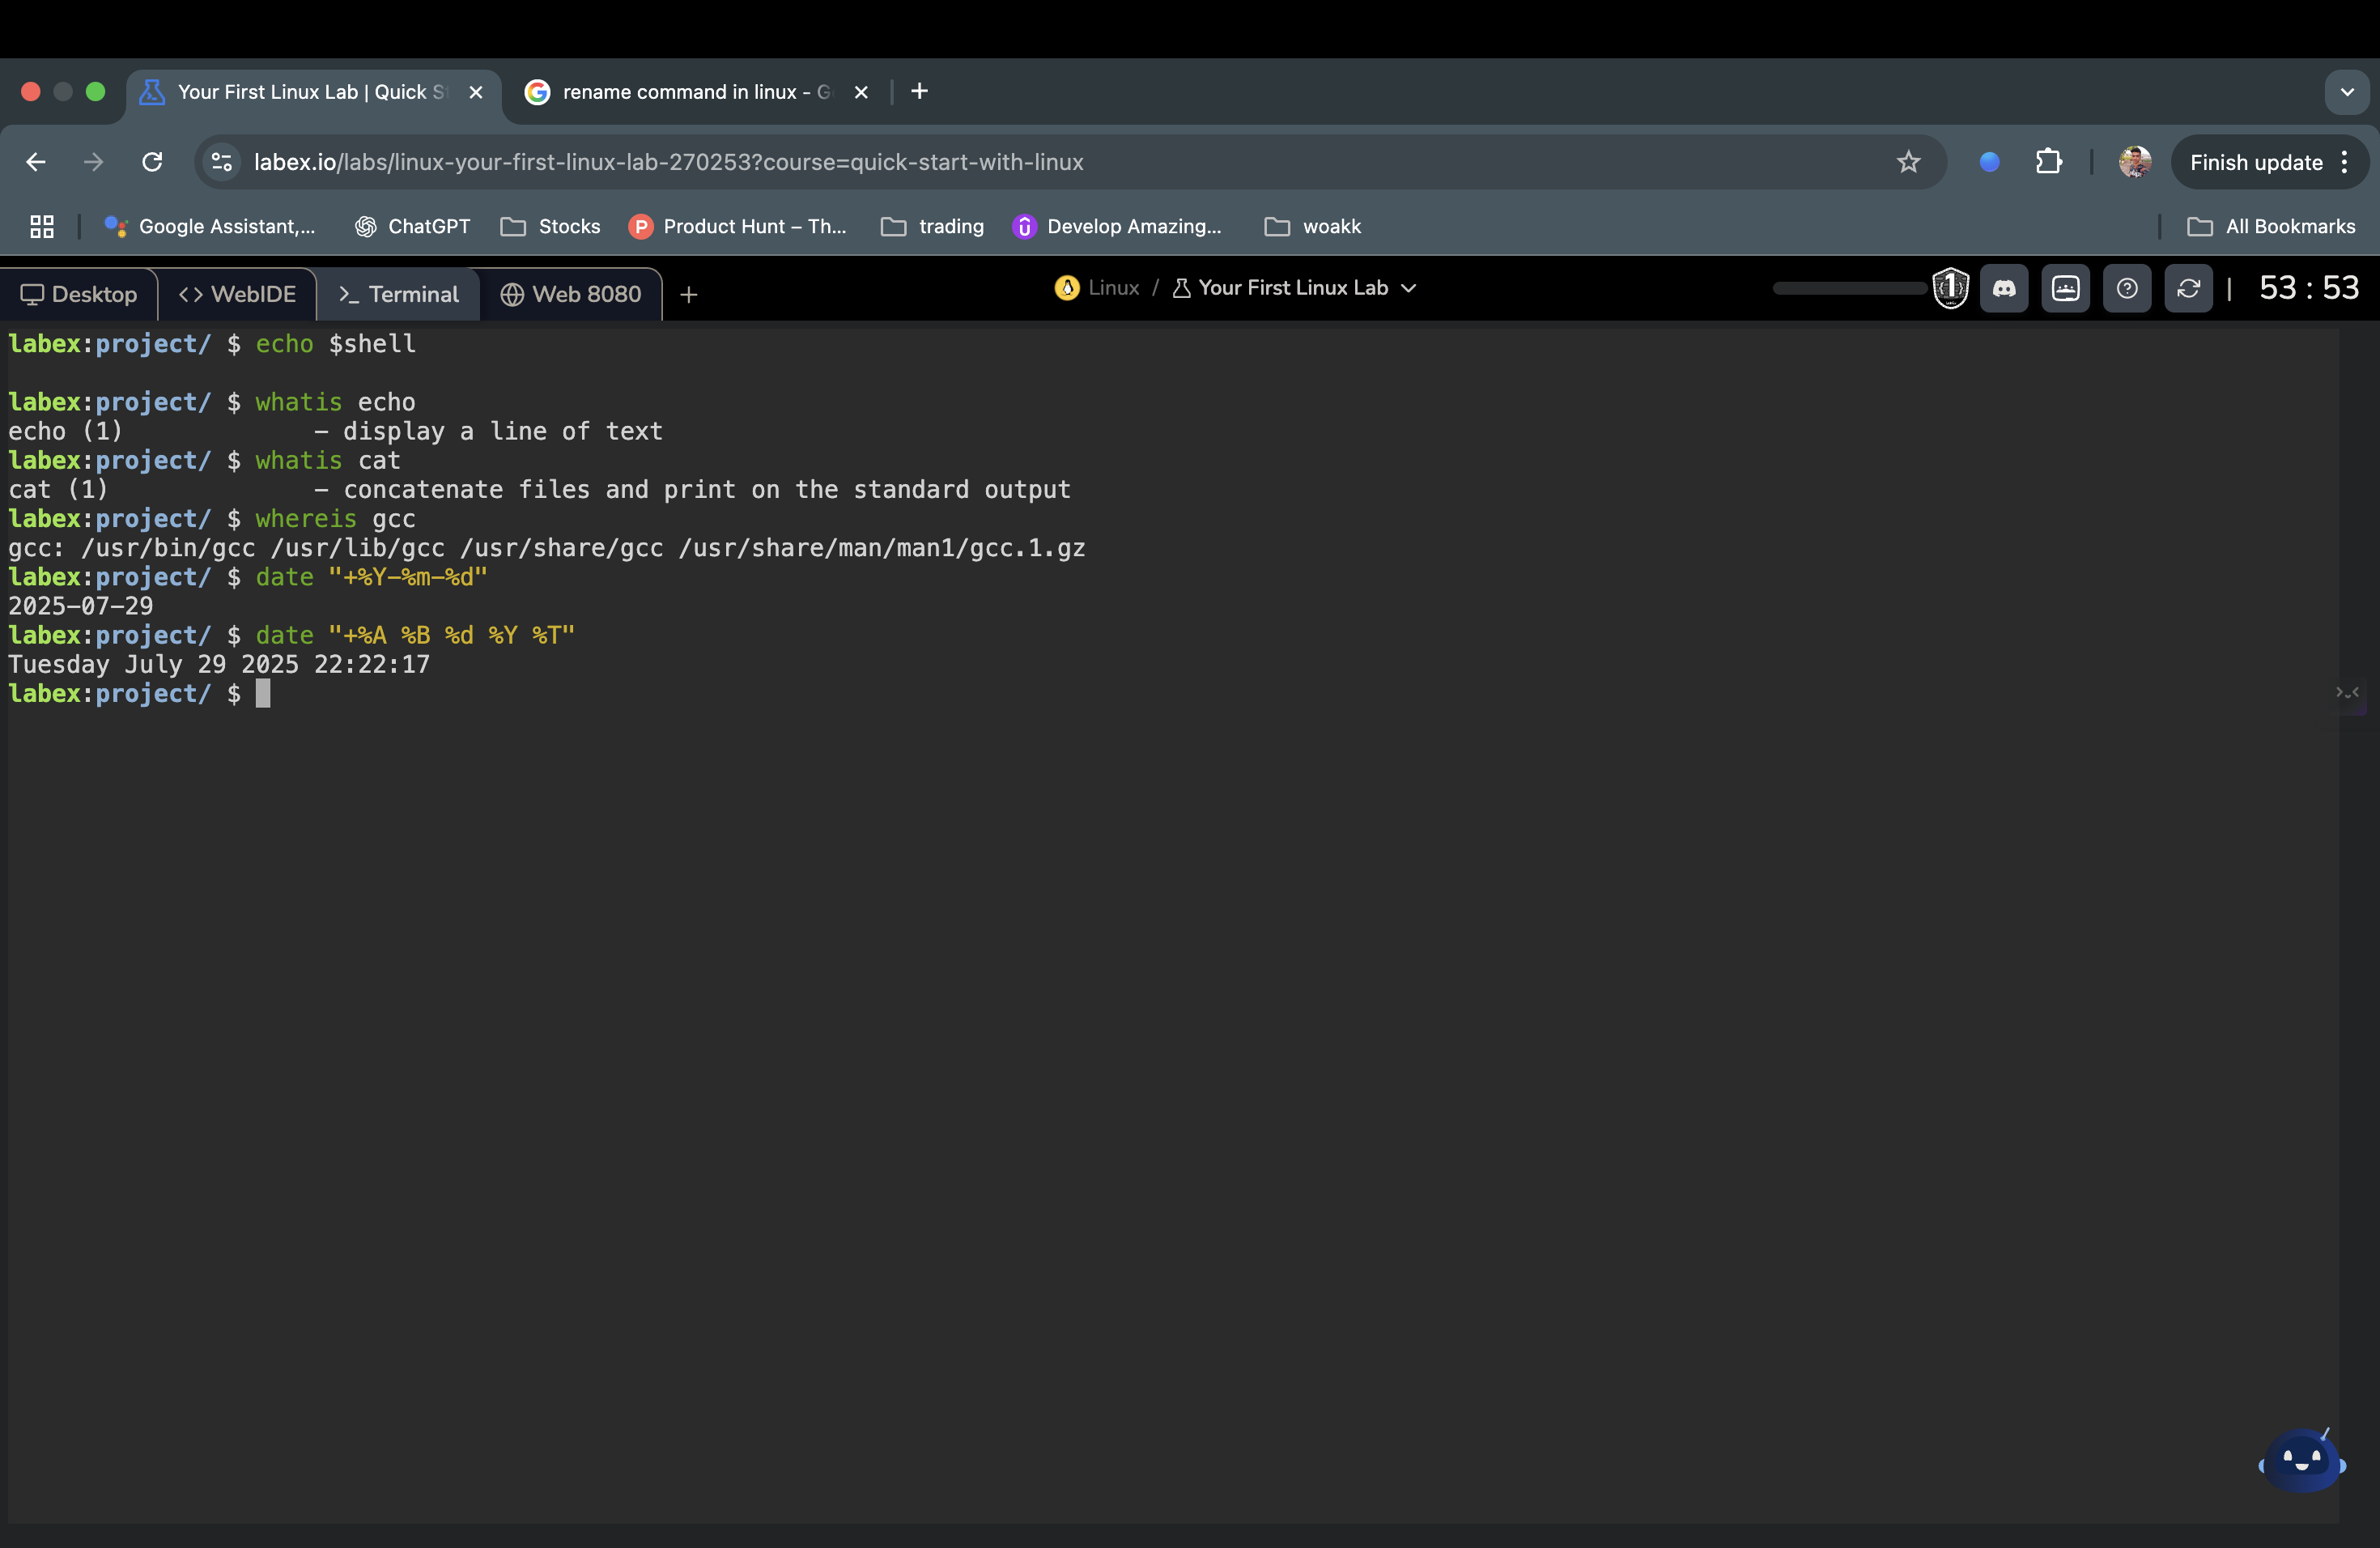 Your First Linux Lab | Quick S
rename command in linux - G
labex.io/labs/linux-your-first-linux-lab-270253?course=quick-start-with-linux
Finish update
Google Assistant,...
ChatGPT
Stocks
Product Hunt – Th...
trading
Develop Amazing...
woakk
All Bookmarks
Desktop
WebIDE
Terminal
Web 8080
Linux / Your First Linux Lab
53 : 53
labex:project/ $ echo $shell
labex:project/ $ whatis echo
echo (1)             - display a line of text
labex:project/ $ whatis cat
cat (1)              - concatenate files and print on the standard output
labex:project/ $ whereis gcc
gcc: /usr/bin/gcc /usr/lib/gcc /usr/share/gcc /usr/share/man/man1/gcc.1.gz
labex:project/ $ date "+%Y-%m-%d"
2025-07-29
labex:project/ $ date "+%A %B %d %Y %T"
Tuesday July 29 2025 22:22:17
labex:project/ $